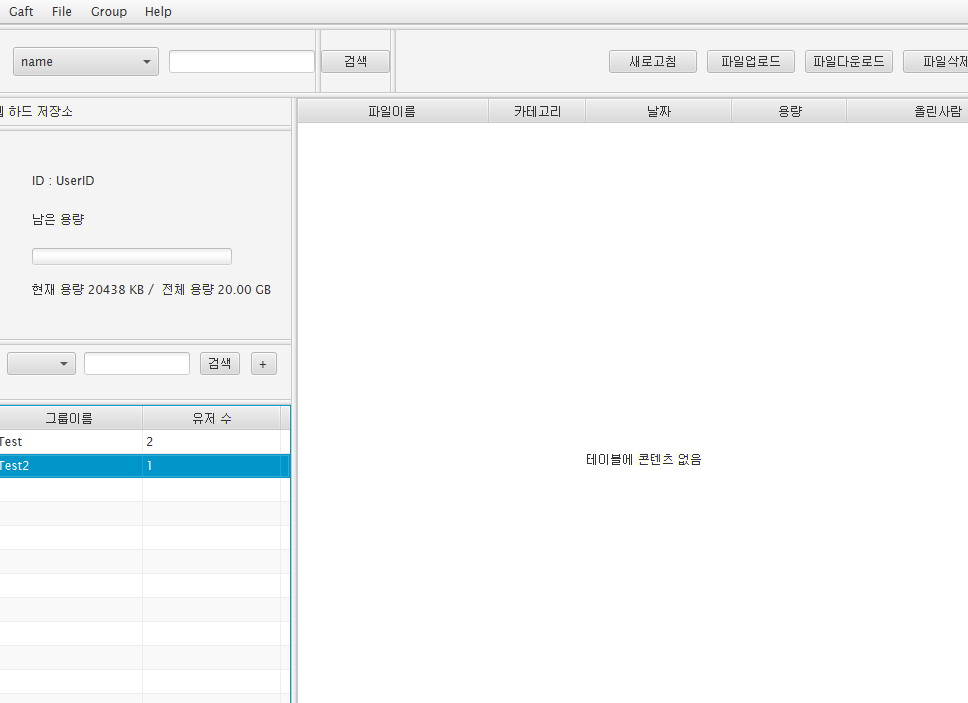 Gaft File Group Help
name 검색 새로고침 파일업로드 파일다운로드 파일삭제
하드 저장소
파일이름 카테고리 날짜 용량 올린사람
ID : UserID
남은 용량
현재 용량 20438 KB / 전체 용량 20.00 GB
검색 +
그룹이름 유저 수
Test 2
Test2 1
테이블에 콘텐츠 없음